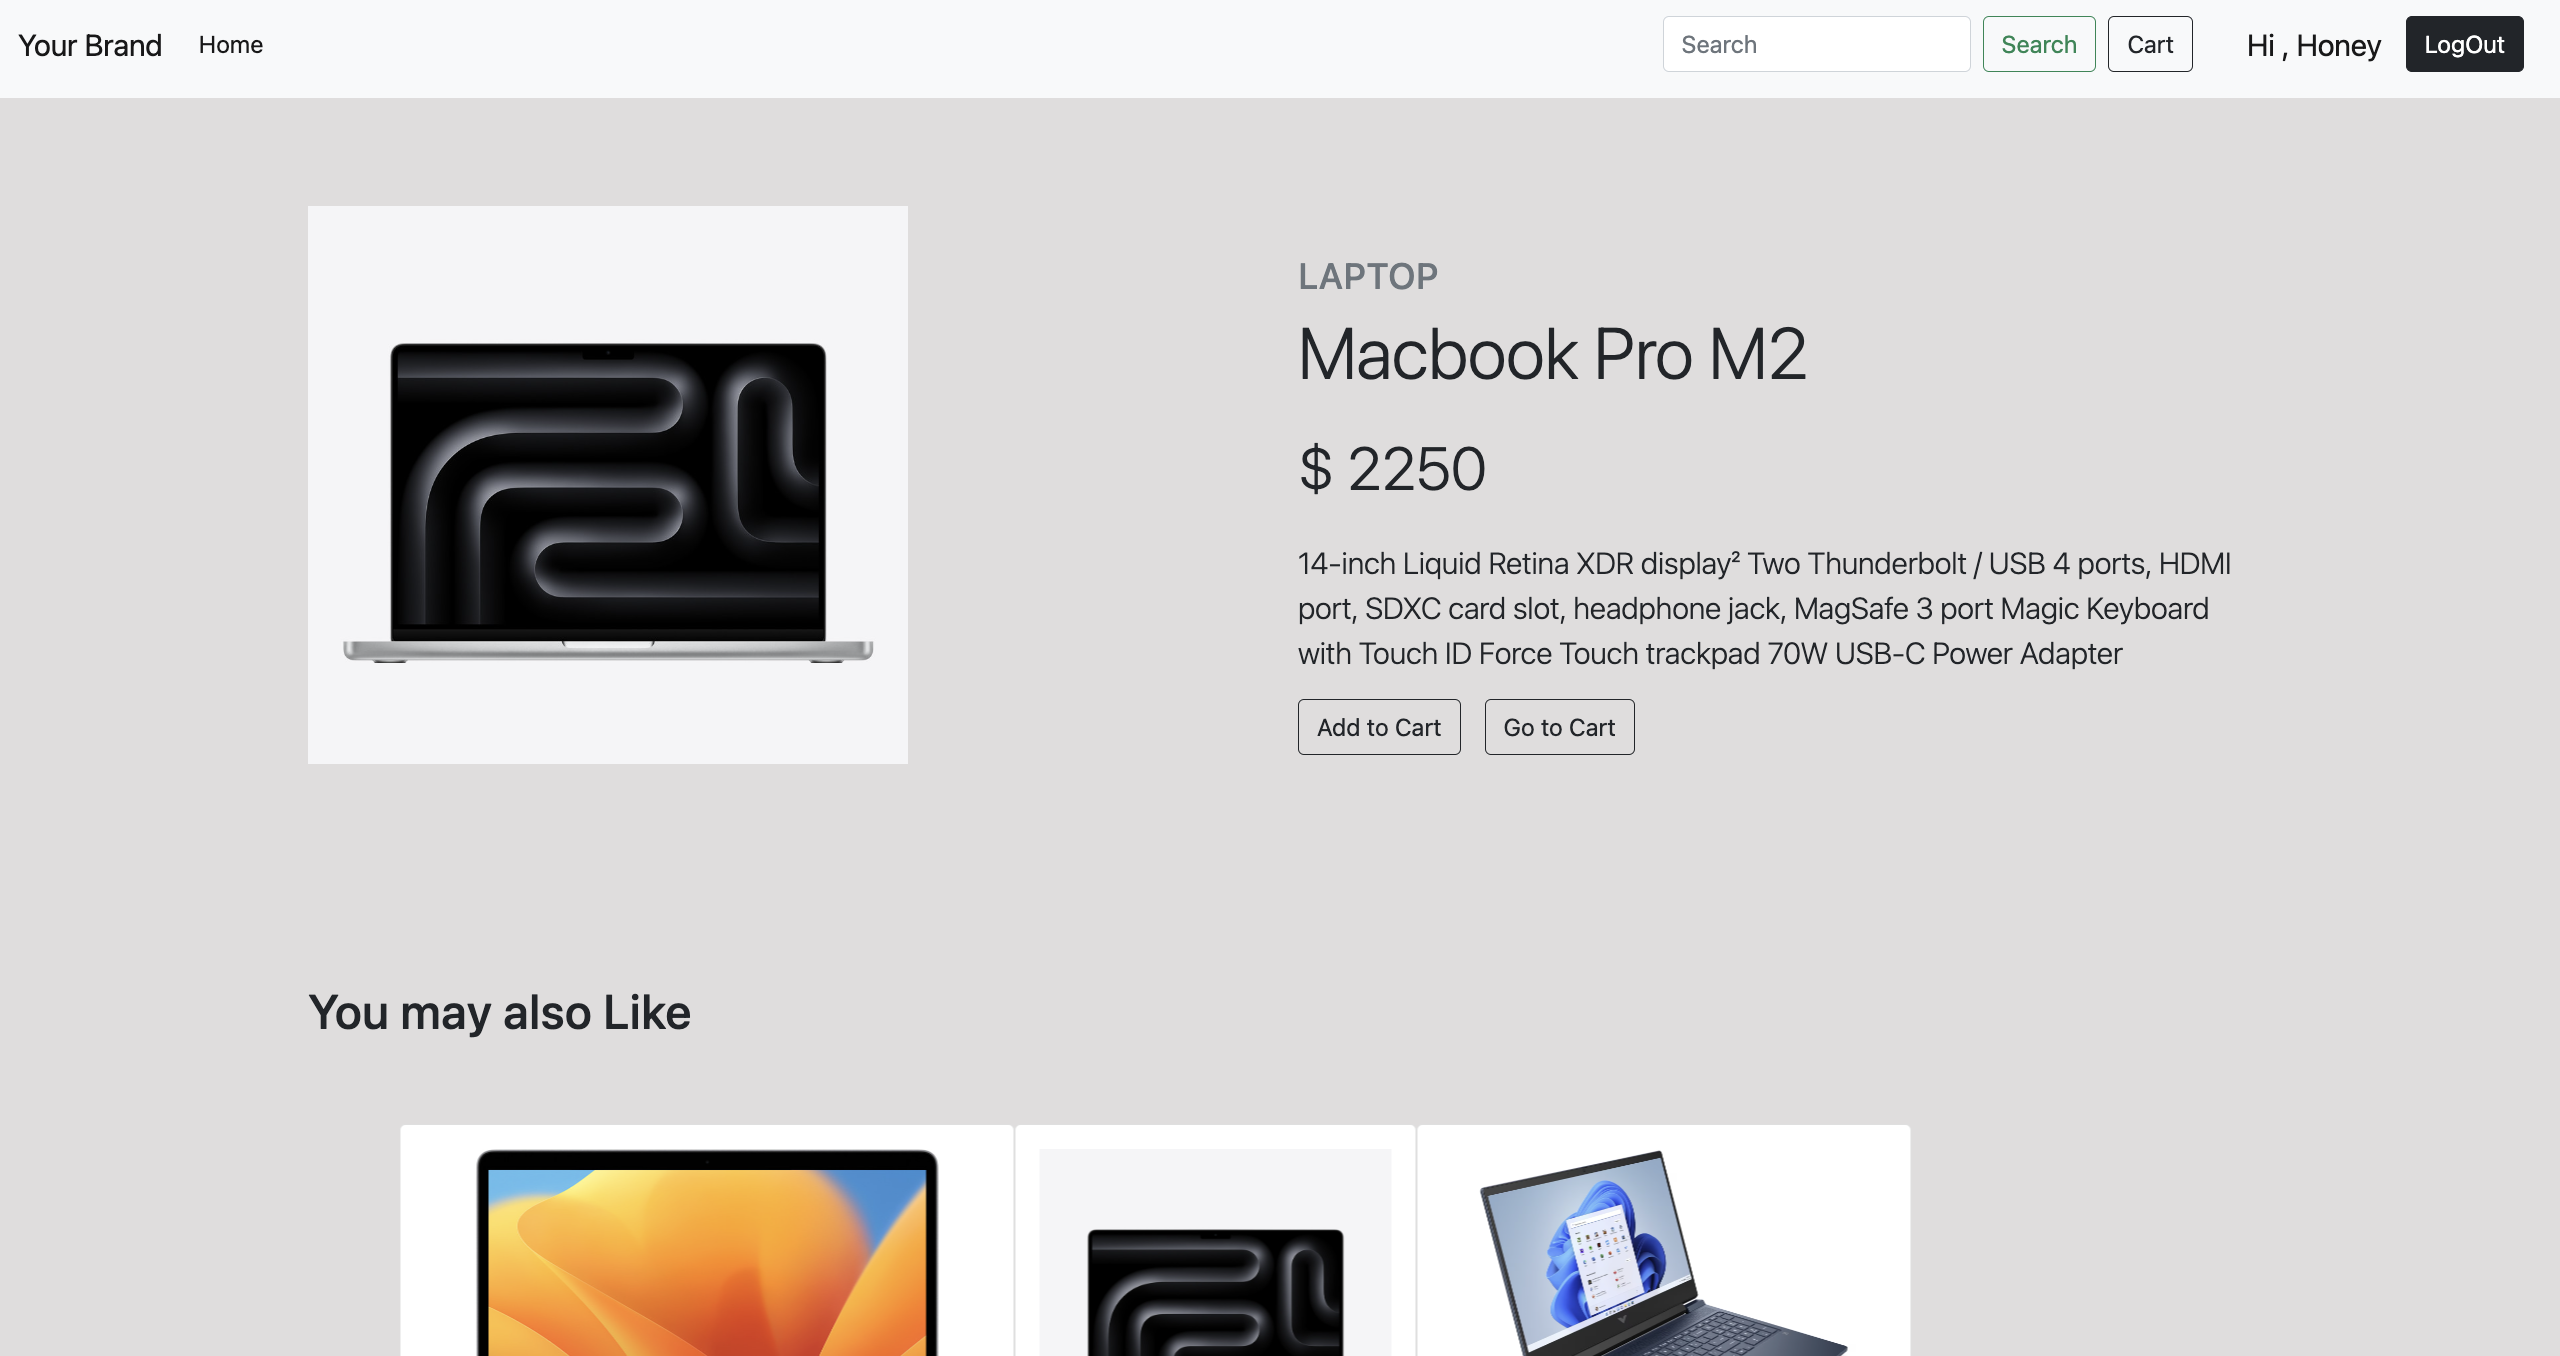 Your Brand Home Search Search Cart Hi , Honey LogOut
LAPTOP
Macbook Pro M2
$ 2250
14-inch Liquid Retina XDR display² Two Thunderbolt / USB 4 ports, HDMI
port, SDXC card slot, headphone jack, MagSafe 3 port Magic Keyboard
with Touch ID Force Touch trackpad 70W USB-C Power Adapter
Add to Cart Go to Cart
You may also Like